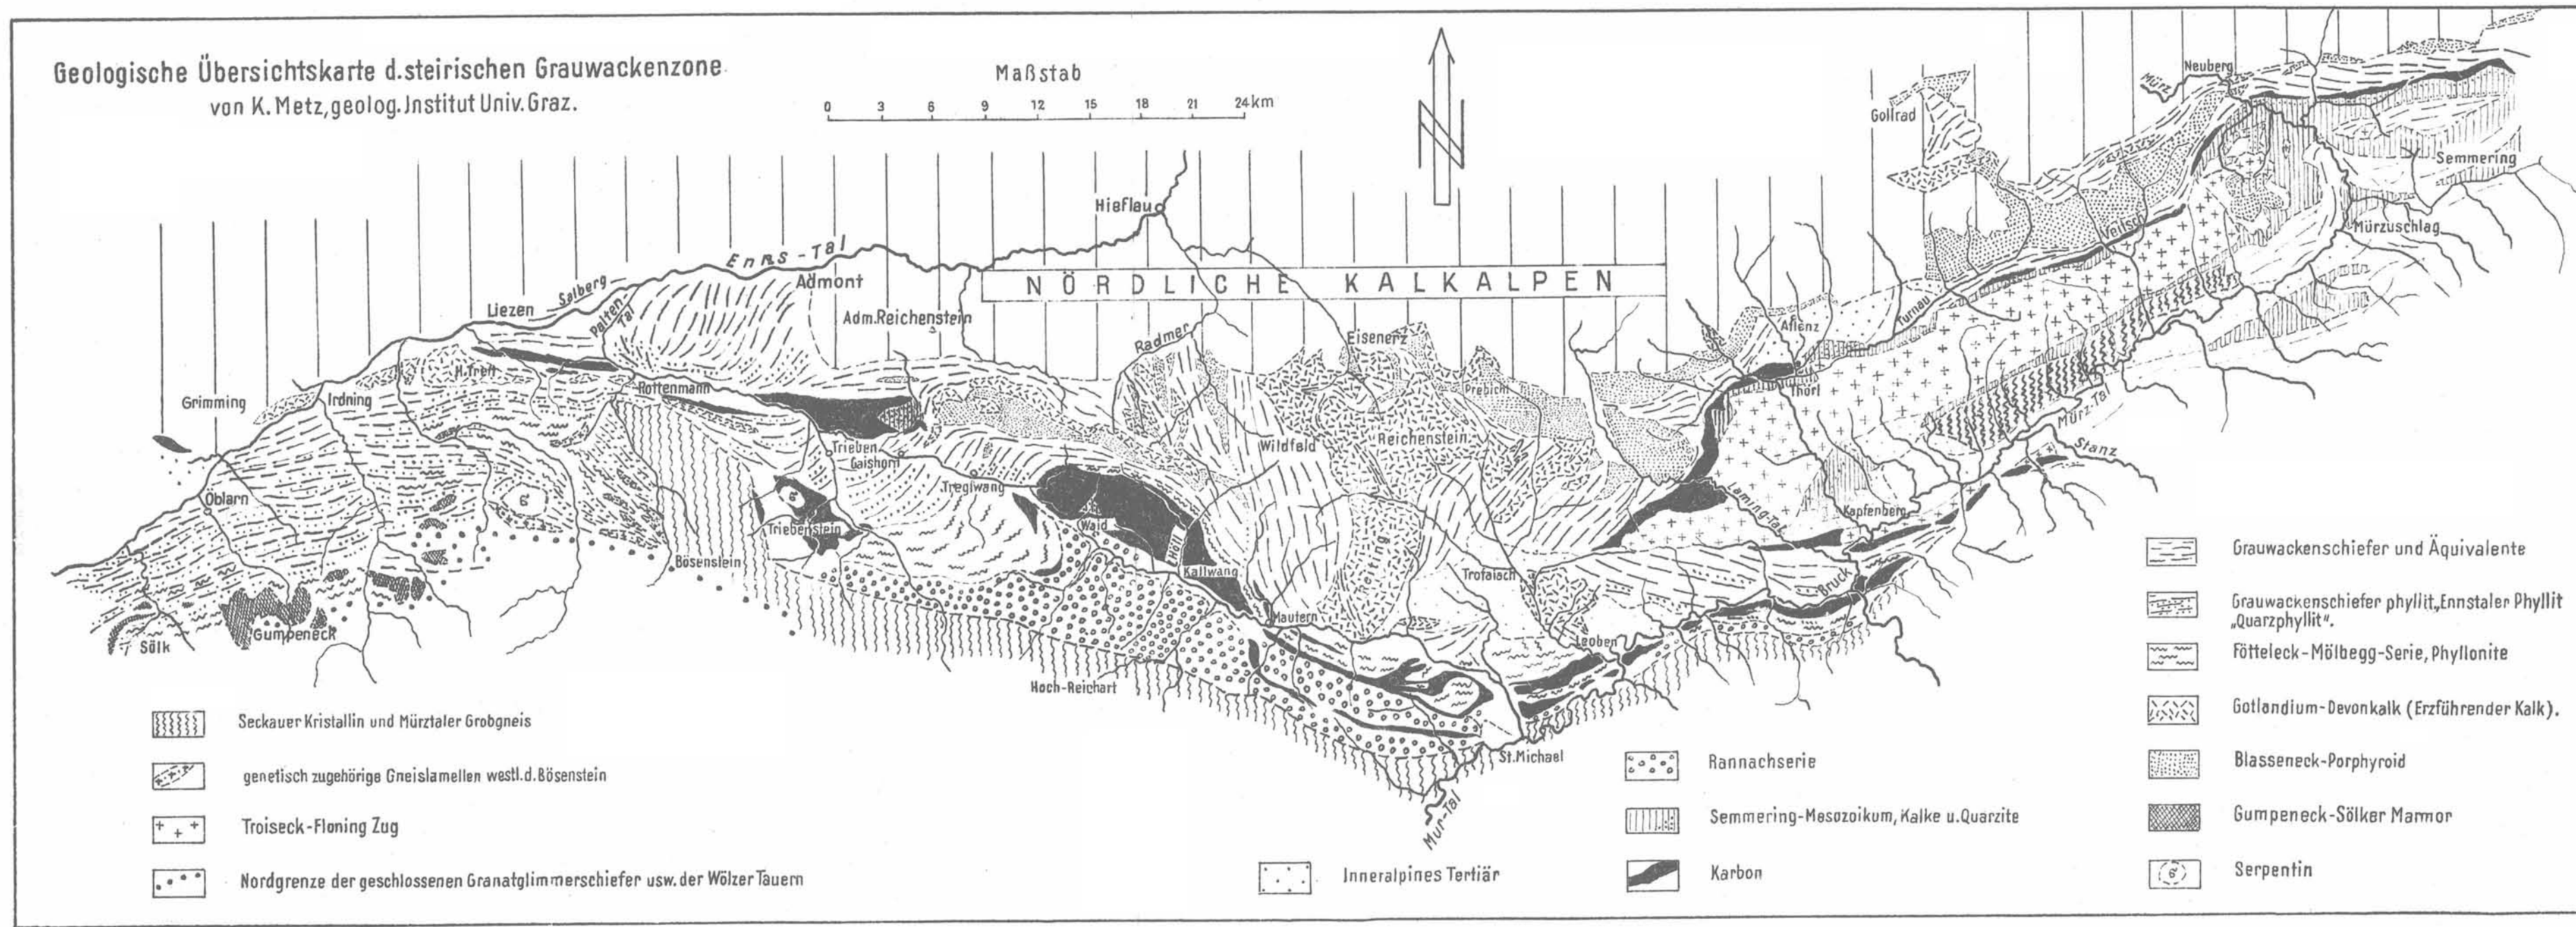 Geologische Übersichtskarte d.steirischen Grauwackenzone
von K. Metz, geolog. Jnstitut Univ. Graz.
Maßstab
0 3 6 9 12 15 18 21 24 km
N
Neuberg
Mürz
Gollrad
Semmering
Hieflau
Veitsch
Mürzuschlag
Enns-Tal
Admont
NÖRDLICHE KALKALPEN
Salberg
Liezen
Palten-
Tal
Adm.Reichenstein
Turnau
Aflenz
Radmer
Eisenerz
H.Trett
Rottenmann
Prebichl
Thörl
Grimming
Irdning
Mürz-Tal
Trieben
Gaishorn
Wildfeld
Reichenstein
Stanz
Öblarn
Treglwang
Laming-Tal
Kapfenberg
Triebenstein
Wald
Höll
Bösenstein
Kallwang
Liesing
Trofaiach
Bruck
Mautern
Gumpeneck
Sölk
Leoben
Hoch-Reichart
St.Michael
Mur-Tal
Seckauer Kristallin und Mürztaler Grobgneis
genetisch zugehörige Gneislamellen westl.d.Bösenstein
Troiseck-Floning Zug
Nordgrenze der geschlossenen Granatglimmerschiefer usw. der Wölzer Tauern
Inneralpines Tertiär
Rannachserie
Semmering-Mesozoikum, Kalke u. Quarzite
Karbon
Grauwackenschiefer und Äquivalente
Grauwackenschiefer phyllit, „Ennstaler Phyllit
„Quarzphyllit".
Fötteleck-Mölbegg-Serie, Phyllonite
Gotlandium-Devonkalk (Erzführender Kalk).
Blasseneck-Porphyroid
Gumpeneck-Sölker Marmor
Serpentin